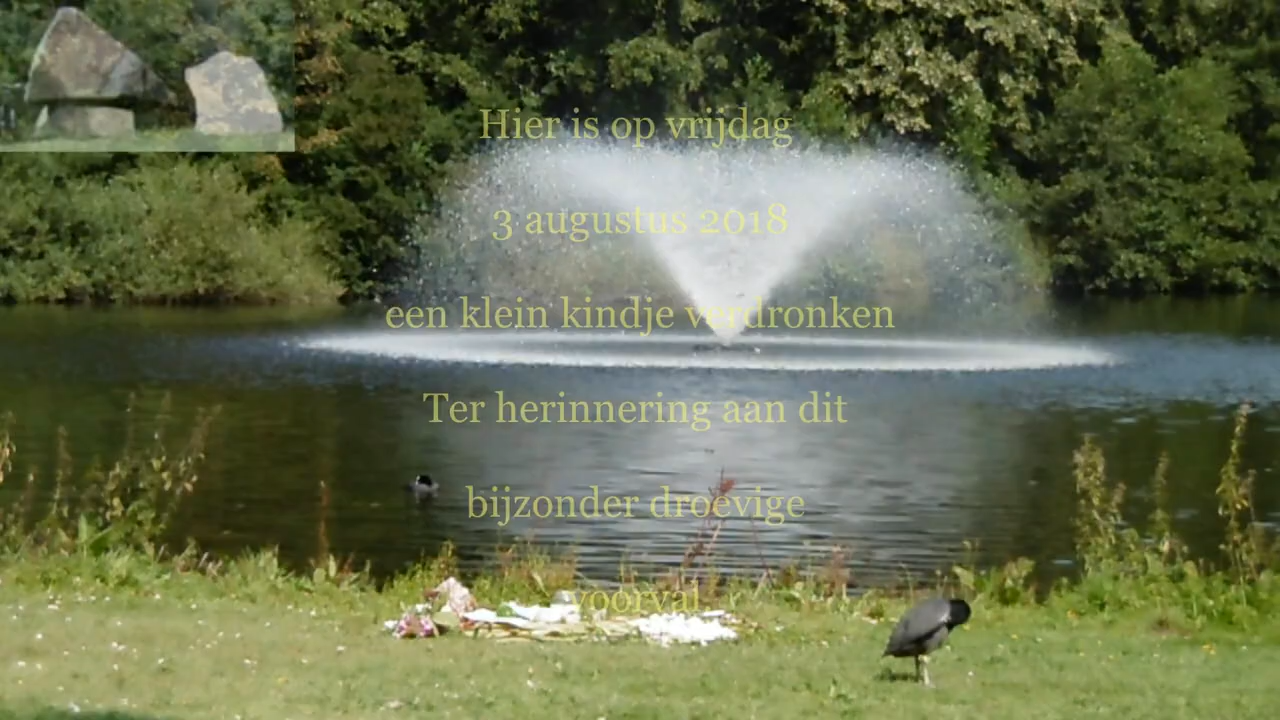 Hier is op vrijdag
3 augustus 2018
een klein kindje verdronken
Ter herinnering aan dit
bijzonder droevige
voorval